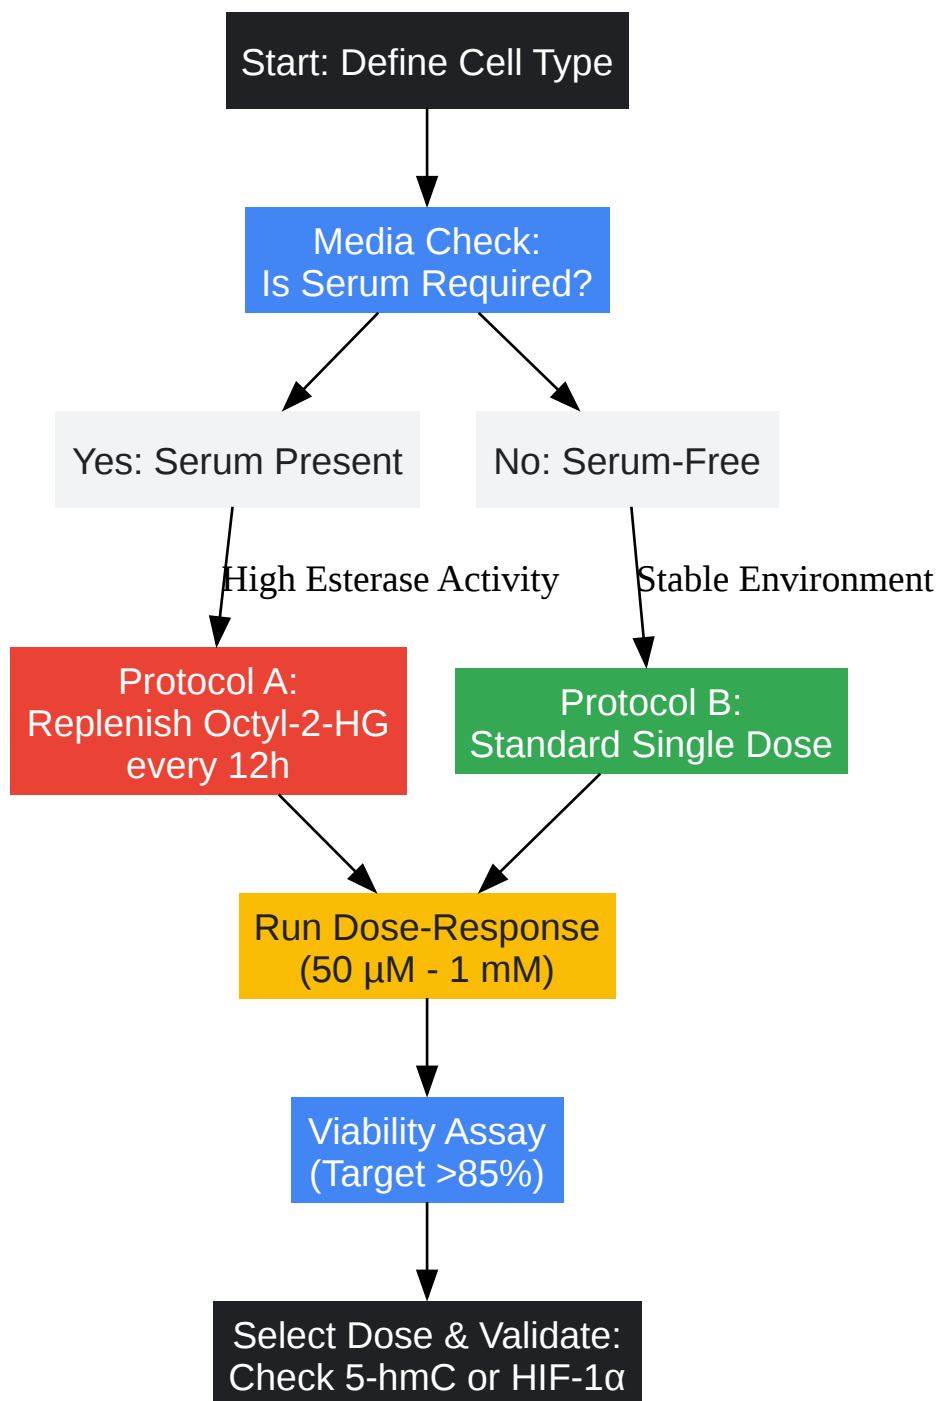 Start: Define Cell Type
Media Check:
Is Serum Required?
Yes: Serum Present
No: Serum-Free
High Esterase Activity
Stable Environment
Protocol A:
Replenish Octyl-2-HG
every 12h
Protocol B:
Standard Single Dose
Run Dose-Response
(50 µM - 1 mM)
Viability Assay
(Target >85%)
Select Dose & Validate:
Check 5-hmC or HIF-1α